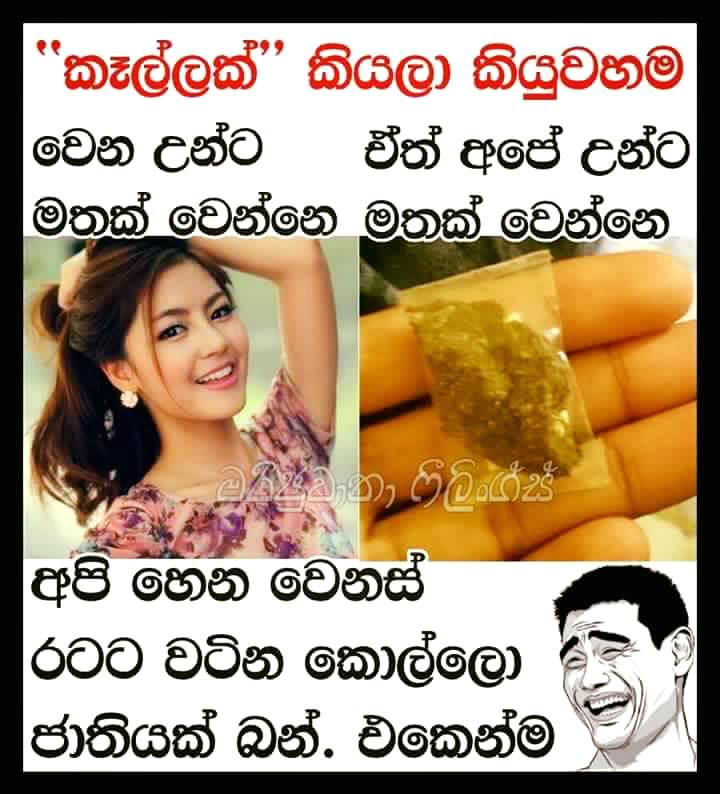 “කෑල්ලක්” කියලා කියුවහම
වෙන උන්ට
මතක් වෙන්නෙ
ඒත් අපේ උන්ට
මතක් වෙන්නෙ
ෆීලිංග්ස්
අපි හෙන වෙනස්
රටට වටින කොල්ලො
ජාතියක් බන්. එකෙන්ම